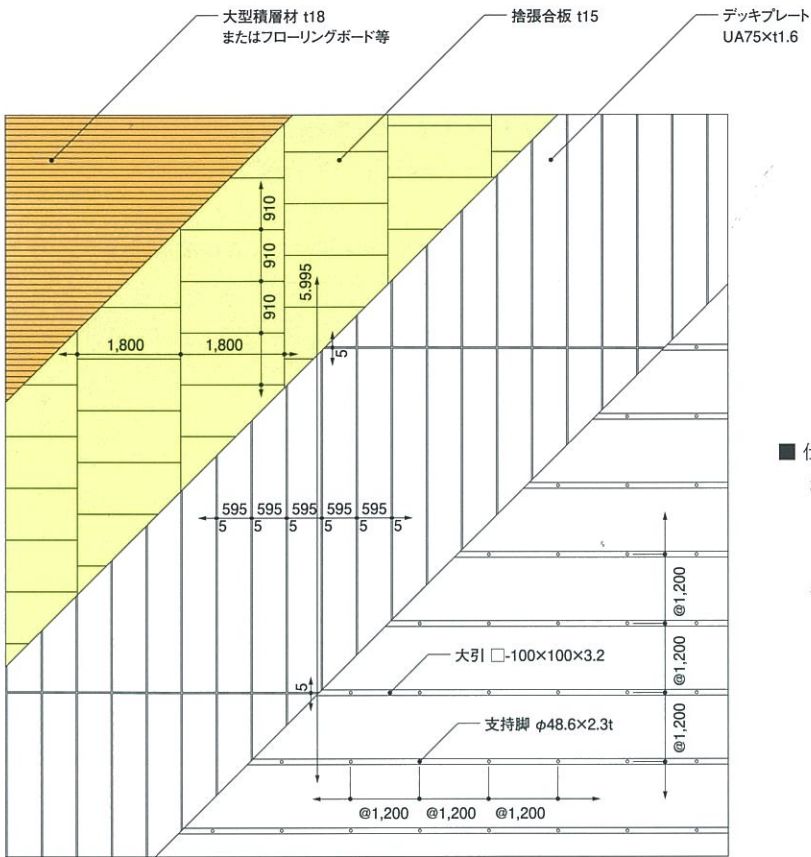 大型積層材 t18
またはフローリングボード等
捨張合板 t15
デッキプレート
UA75×t1.6
910
910
910
5.995
1,800
1,800
5
595 595 595 595 595
5 5 5 5 5 5
@1,200
@1,200
@1,200
大引 □-100×100×3.2
5
支持脚 φ48.6×2.3t
@1,200 @1,200 @1,200
■